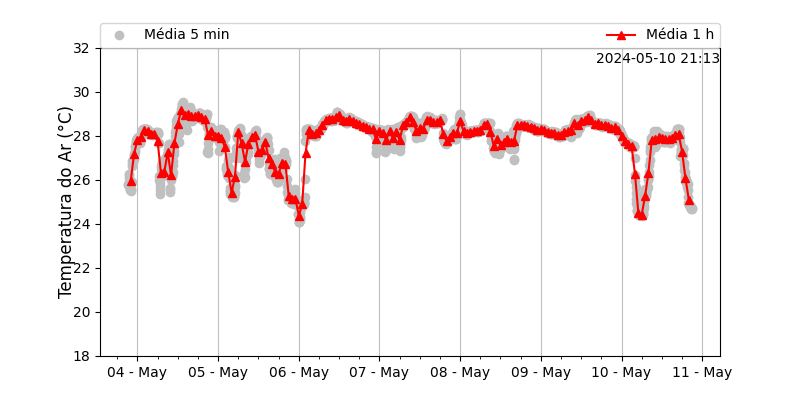 Média 5 min
Média 1 h
2024-05-10 21:13
Temperatura do Ar (°C)
32
30
28
26
24
22
20
18
04 - May
05 - May
06 - May
07 - May
08 - May
09 - May
10 - May
11 - May